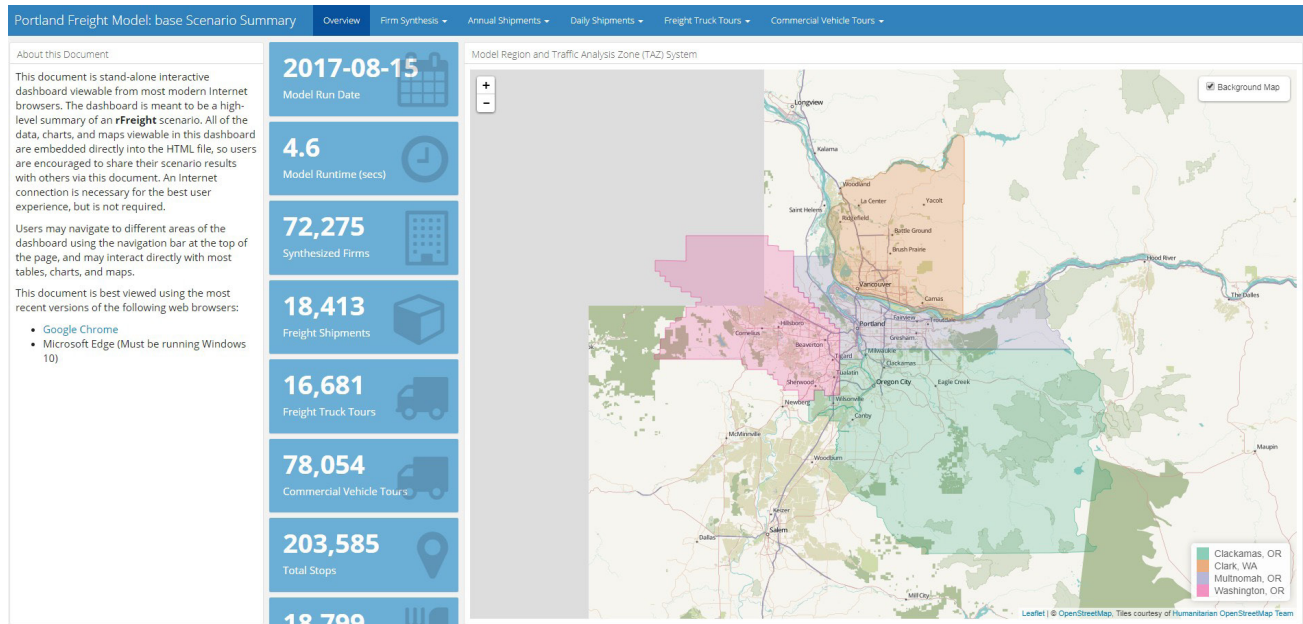 Portland Freight Model: base Scenario Summary
Overview
Firm Synthesis
Annual Shipments
Daily Shipments
Freight Truck Tours
Commercial Vehicle Tours
About this Document
This document is stand-alone interactive
dashboard viewable from most modern Internet
browsers. The dashboard is meant to be a high-
level summary of an rFreight scenario. All of the
data, charts, and maps viewable in this dashboard
are embedded directly into the HTML file, so users
are encouraged to share their scenario results
with others via this document. An Internet
connection is necessary for the best user
experience, but is not required.
Users may navigate to different areas of the
dashboard using the navigation bar at the top of
the page, and may interact directly with most
tables, charts, and maps.
This document is best viewed using the most
recent versions of the following web browsers:
• Google Chrome
• Microsoft Edge (Must be running Windows
10)
2017-08-15
Model Run Date
4.6
Model Runtime (secs)
72,275
Synthesized Firms
18,413
Freight Shipments
16,681
Freight Truck Tours
78,054
Commercial Vehicle Tours
203,585
Total Stops
18,799
Model Region and Traffic Analysis Zone (TAZ) System
+
-
Background Map
Longview
Kalama
Woodland
La Center
Yacolt
Saint Helens
Ridgefield
Battle Ground
Brush Prairie
Hood River
Vancouver
The Dalles
Camas
Fairview
Troutdale
Portland
Hillsboro
Cornelius
Gresham
Beaverton
Milwaukie
Tigard
Clackamas
Tualatin
Sherwood
Oregon City
Eagle Creek
Newberg
Wilsonville
Canby
McMinnville
Maupin
Woodburn
Keizer
Salem
Dallas
Mill City
Clackamas, OR
Clark, WA
Multnomah, OR
Washington, OR
Leaflet | © OpenStreetMap, Tiles courtesy of Humanitarian OpenStreetMap Team